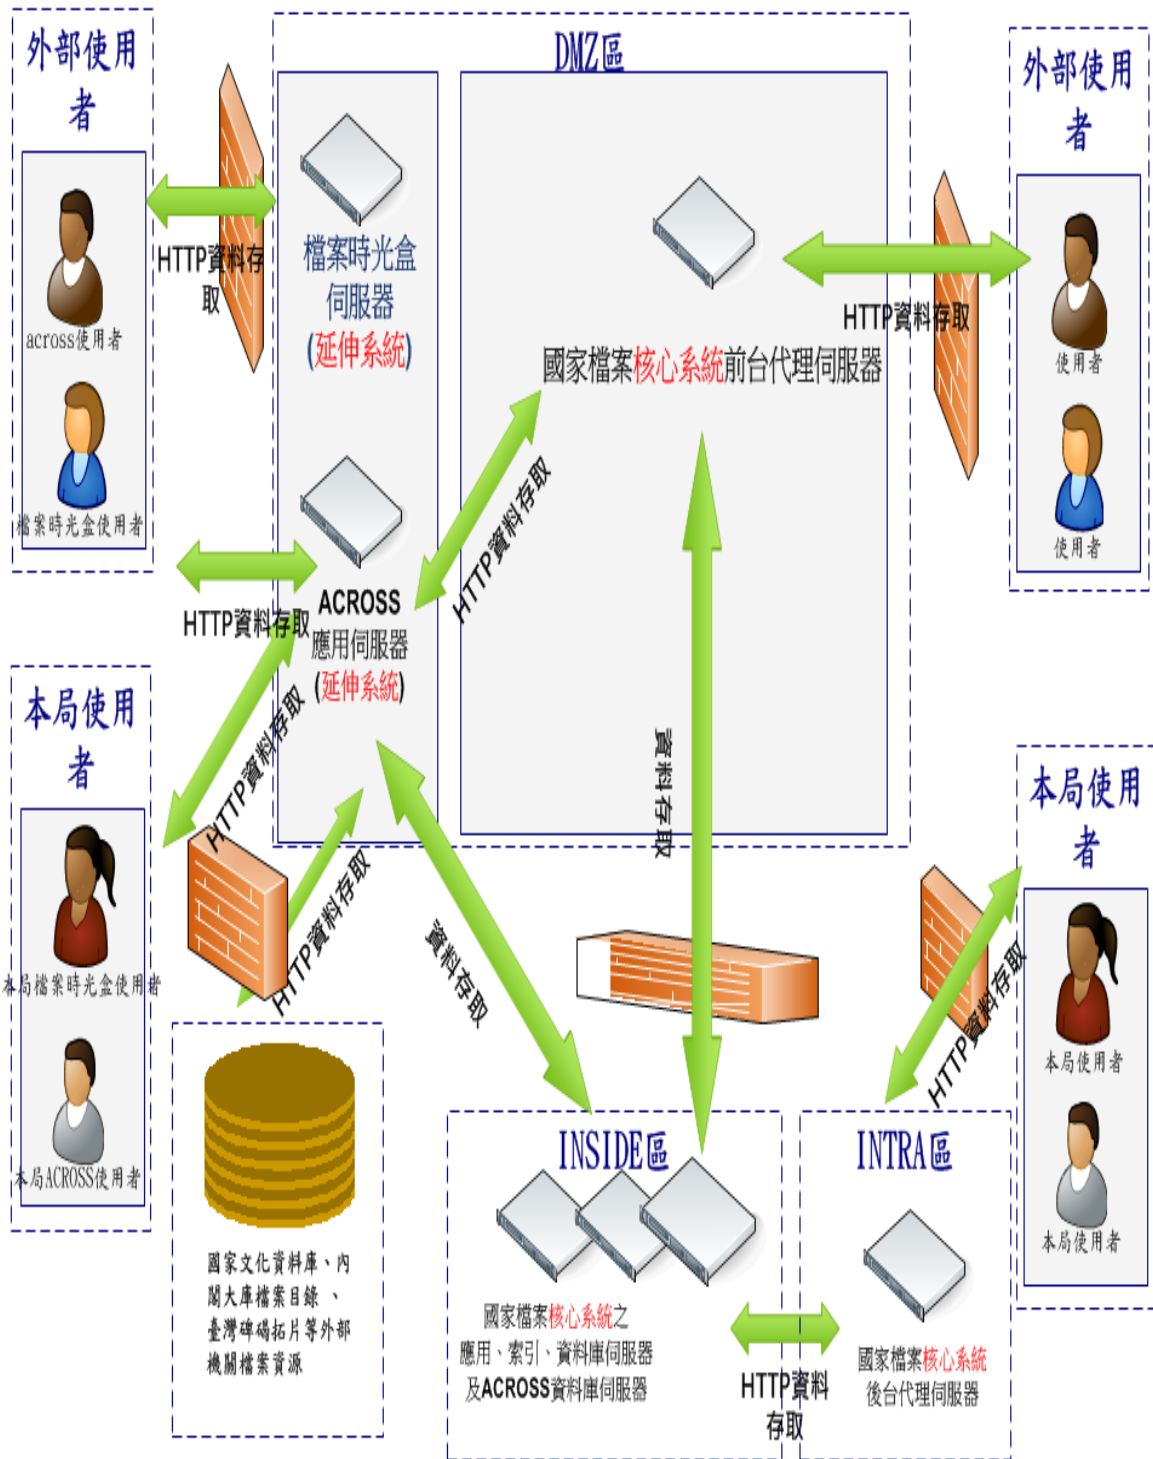 外部使用
者
across使用者
檔案時光盒使用者
HTTP資料存
取
HTTP資料存取
DMZ區
檔案時光盒
伺服器
(延伸系統)
ACROSS
應用伺服器
(延伸系統)
國家檔案核心系統前台代理伺服器
HTTP資料存取
HTTP資料存取
外部使用
者
使用者
使用者
本局使用
者
本局檔案時光盒使用者
本局ACROSS使用者
HTTP資料存取
HTTP資料存取
資料存取
資料存取
國家文化資料庫、內
閣大庫檔案目錄 、
臺灣碑碣拓片等外部
機關檔案資源
INSIDE區
國家檔案核心系統之
應用、索引、資料庫伺服器
及ACROSS資料庫伺服器
HTTP資料
存取
INTRA區
國家檔案核心系統
後台代理伺服器
HTTP資料存取
本局使用
者
本局使用者
本局使用者